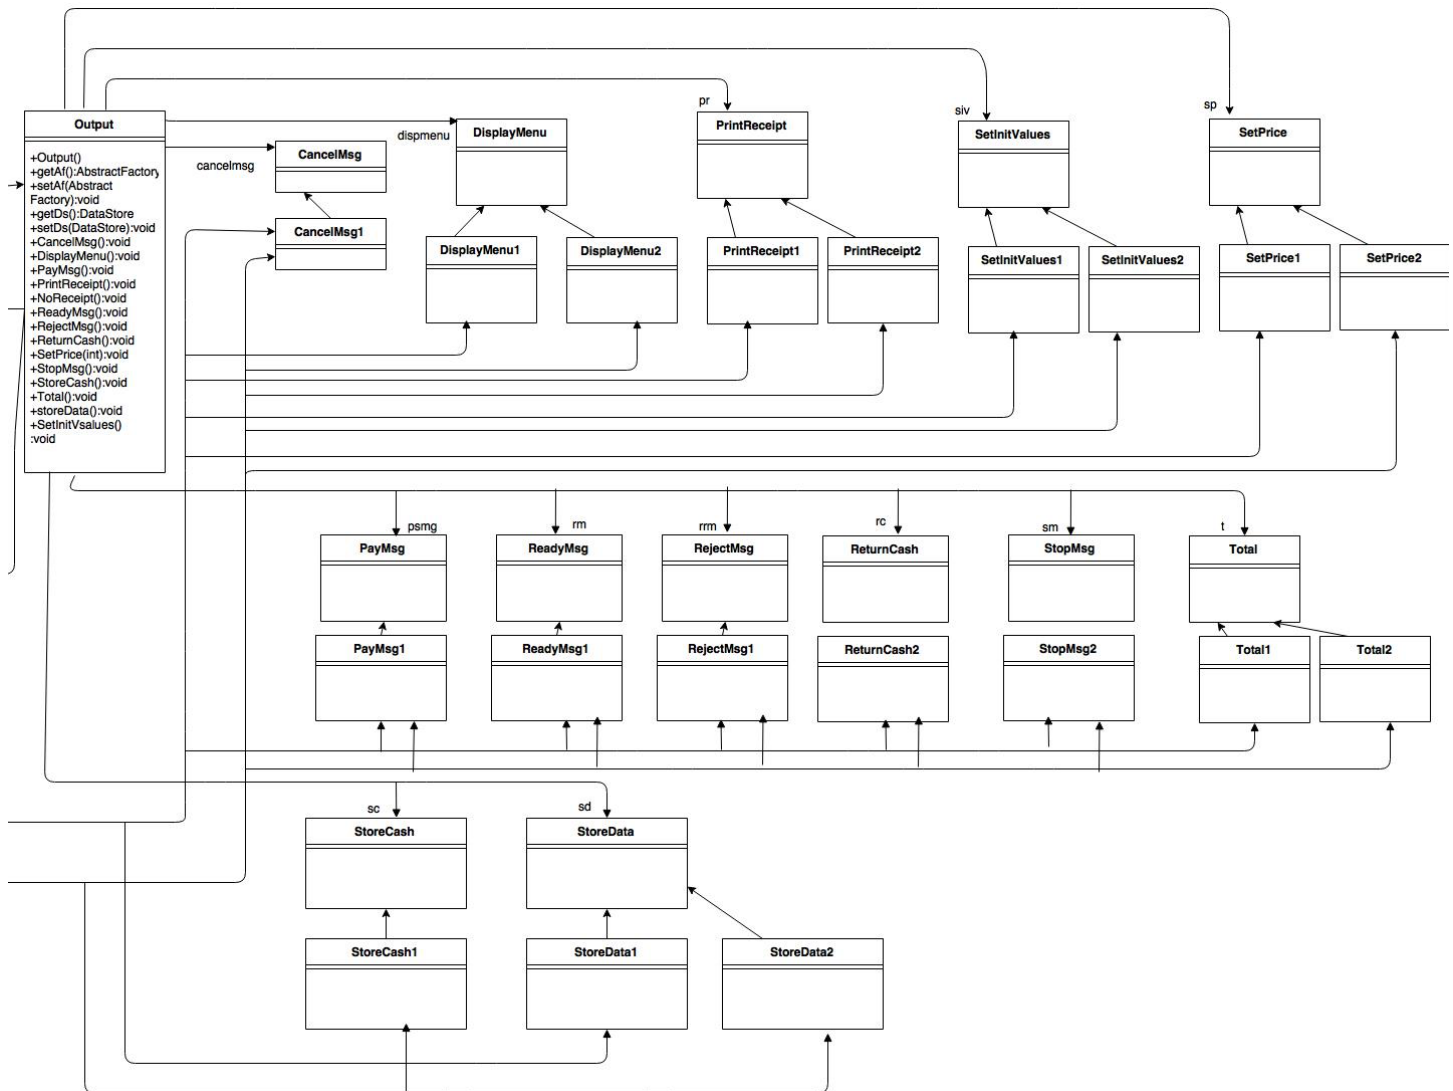 pr
siv
sp
Output
+Output()
+getAf():AbstractFactory
+setAf(Abstract
Factory):void
+getDs():DataStore
+setDs(DataStore):void
+CancelMsg():void
+DisplayMenu():void
+PayMsg():void
+PrintReceipt():void
+NoReceipt():void
+ReadyMsg():void
+RejectMsg():void
+ReturnCash():void
+SetPrice(int):void
+StopMsg():void
+StoreCash():void
+Total():void
+storeData():void
+SetInitVsalues()
:void
cancelmsg
CancelMsg
CancelMsg1
dispmenu
DisplayMenu
DisplayMenu1
DisplayMenu2
PrintReceipt
PrintReceipt1
PrintReceipt2
SetInitValues
SetInitValues1
SetInitValues2
SetPrice
SetPrice1
SetPrice2
psmg
rm
rrm
rc
sm
t
PayMsg
ReadyMsg
RejectMsg
ReturnCash
StopMsg
Total
PayMsg1
ReadyMsg1
RejectMsg1
ReturnCash2
StopMsg2
Total1
Total2
sc
sd
StoreCash
StoreData
StoreCash1
StoreData1
StoreData2